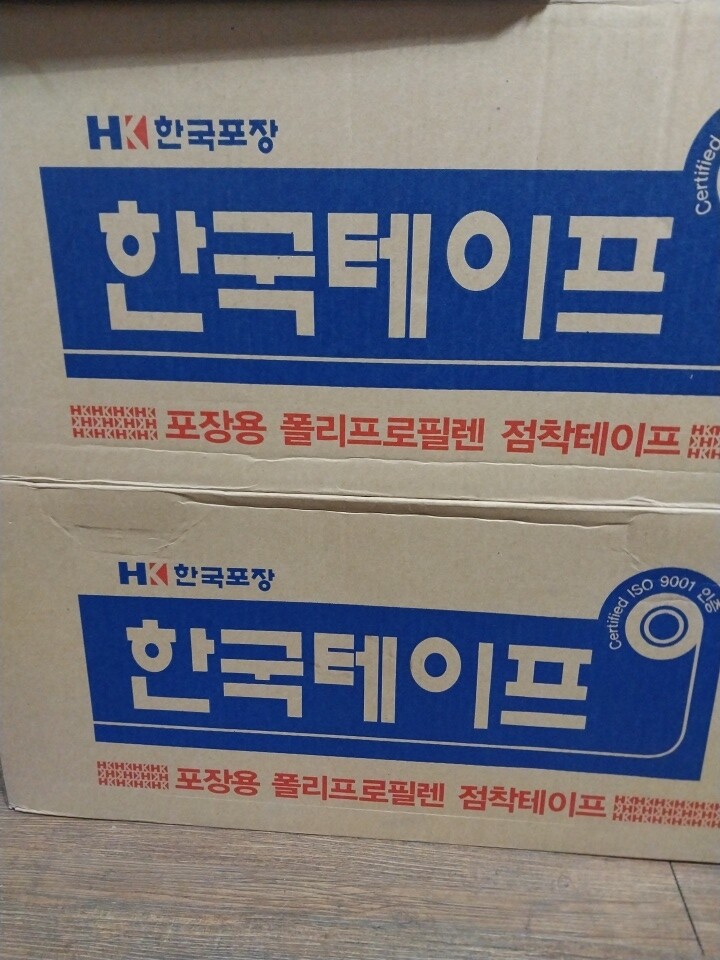 HK 한국포장
Certified
한국테이프
포장용 폴리프로필렌 점착테이프
HK 한국포장
Certified ISO 9001 인증
한국테이프
포장용 폴리프로필렌 점착테이프